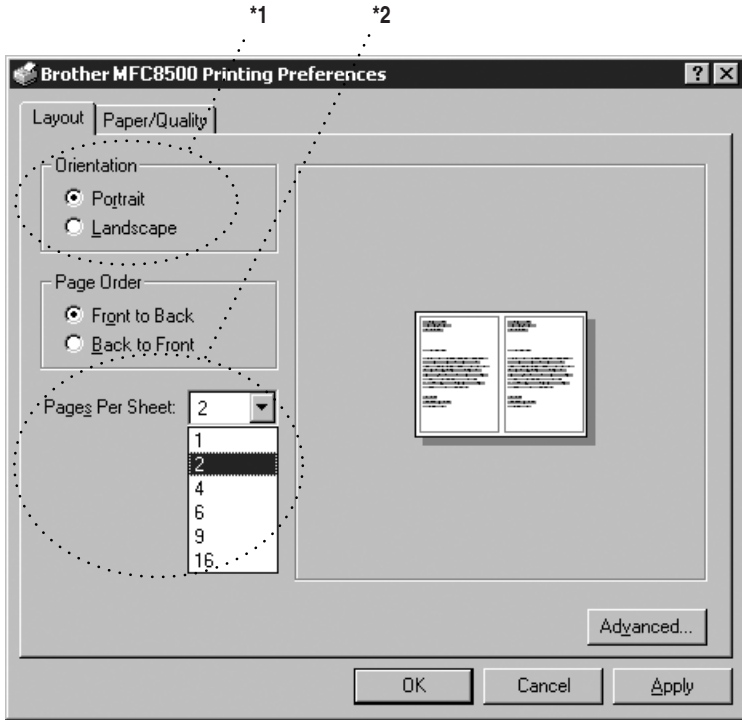 *1 *2
Brother MFC8500 Printing Preferences
Layout Paper/Quality
Orientation
Portrait
Landscape
Page Order
Front to Back
Back to Front
Pages Per Sheet: 2
1
2
4
6
9
16
Advanced...
OK Cancel Apply